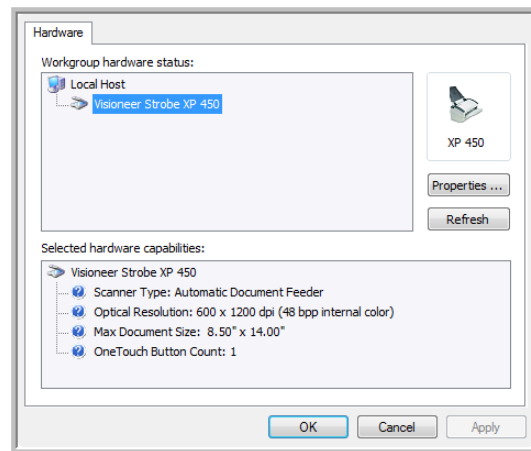 Hardware
Workgroup hardware status:
Local Host
Visioneer Strobe XP 450
XP 450
Properties ...
Refresh
Selected hardware capabilities:
Visioneer Strobe XP 450
Scanner Type: Automatic Document Feeder
Optical Resolution: 600 x 1200 dpi (48 bpp internal color)
Max Document Size: 8.50" x 14.00"
OneTouch Button Count: 1
OK Cancel Apply